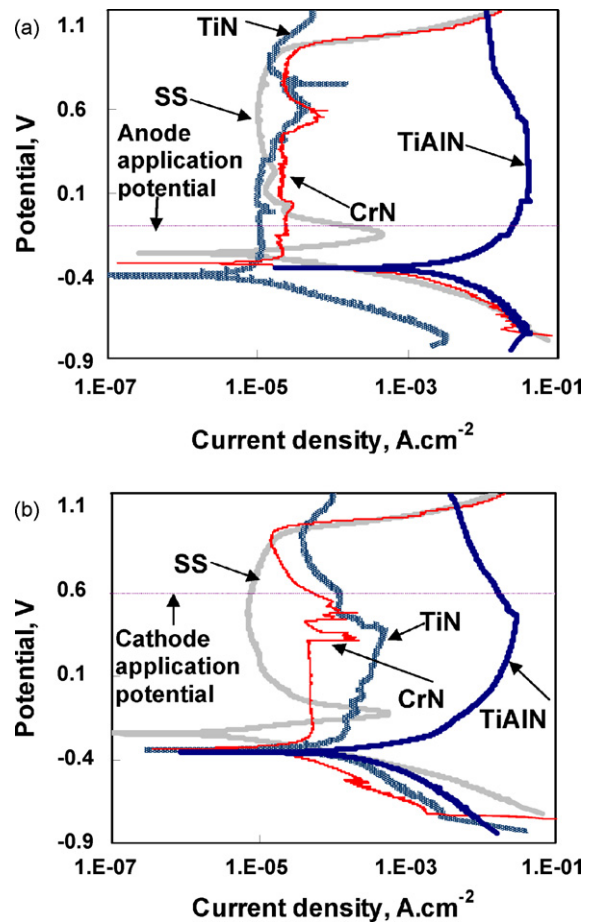 (a)
1.1
0.6
0.1
-0.4
-0.9
Potential, V
TiN
SS
Anode
application
potential
TiAlN
CrN
1.E-07
1.E-05
1.E-03
1.E-01
Current density, A.cm-2
(b)
1.1
0.6
0.1
-0.4
-0.9
Potential, V
SS
Cathode
application
potential
TiN
CrN
TiAlN
1.E-07
1.E-05
1.E-03
1.E-01
Current density, A.cm-2